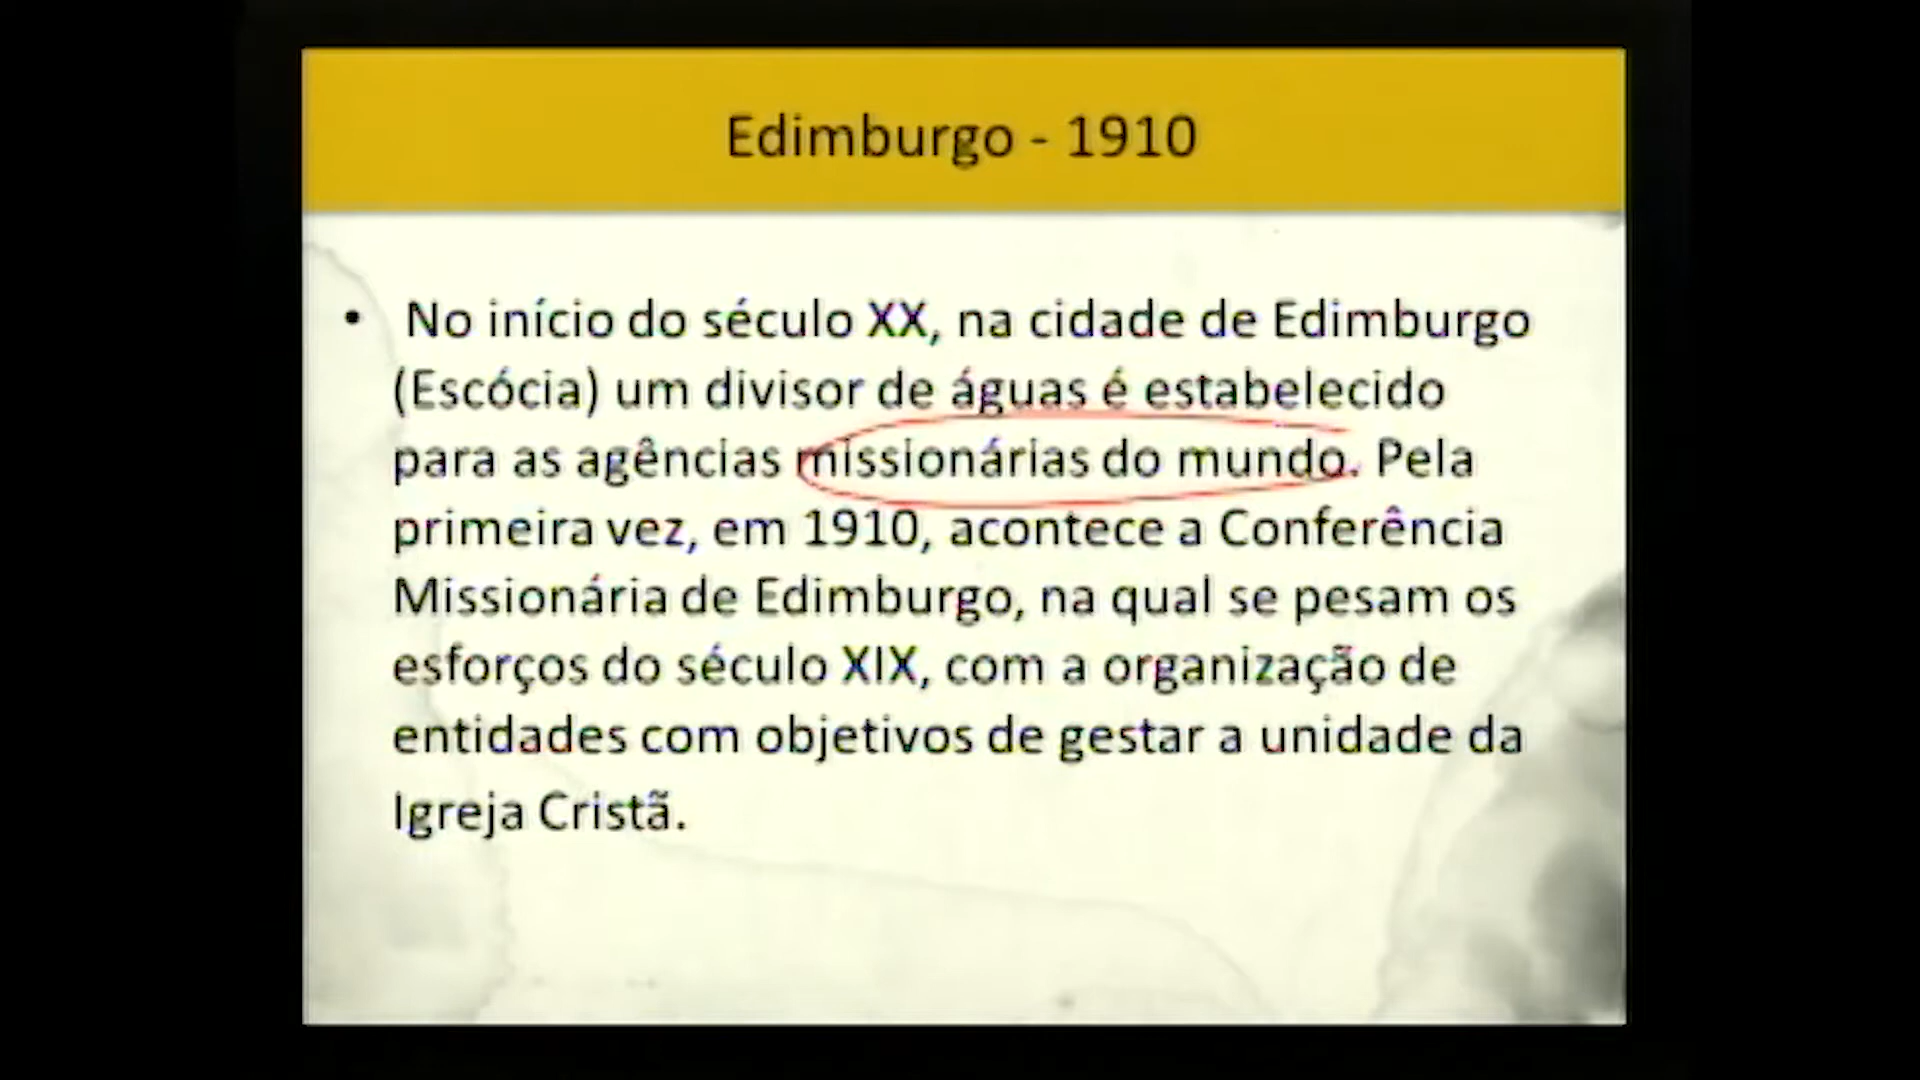 Edimburgo - 1910
• No início do século XX, na cidade de Edimburgo
(Escócia) um divisor de águas é estabelecido
para as agências missionárias do mundo. Pela
primeira vez, em 1910, acontece a Conferência
Missionária de Edimburgo, na qual se pesam os
esforços do século XIX, com a organização de
entidades com objetivos de gestar a unidade da
Igreja Cristã.